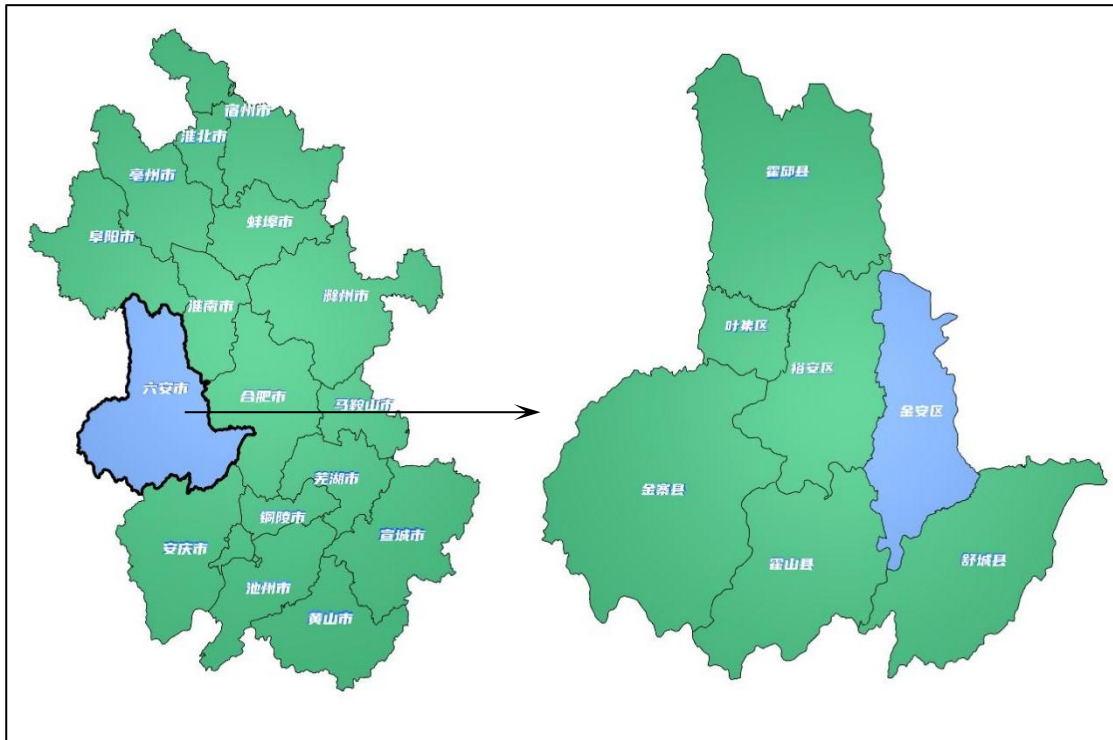 宿州市
淮北市
亳州市
蚌埠市
阜阳市
淮南市
滁州市
六安市
合肥市
马鞍山市
芜湖市
铜陵市
宣城市
安庆市
池州市
黄山市
霍邱县
叶集区
裕安区
金安区
金寨县
霍山县
舒城县